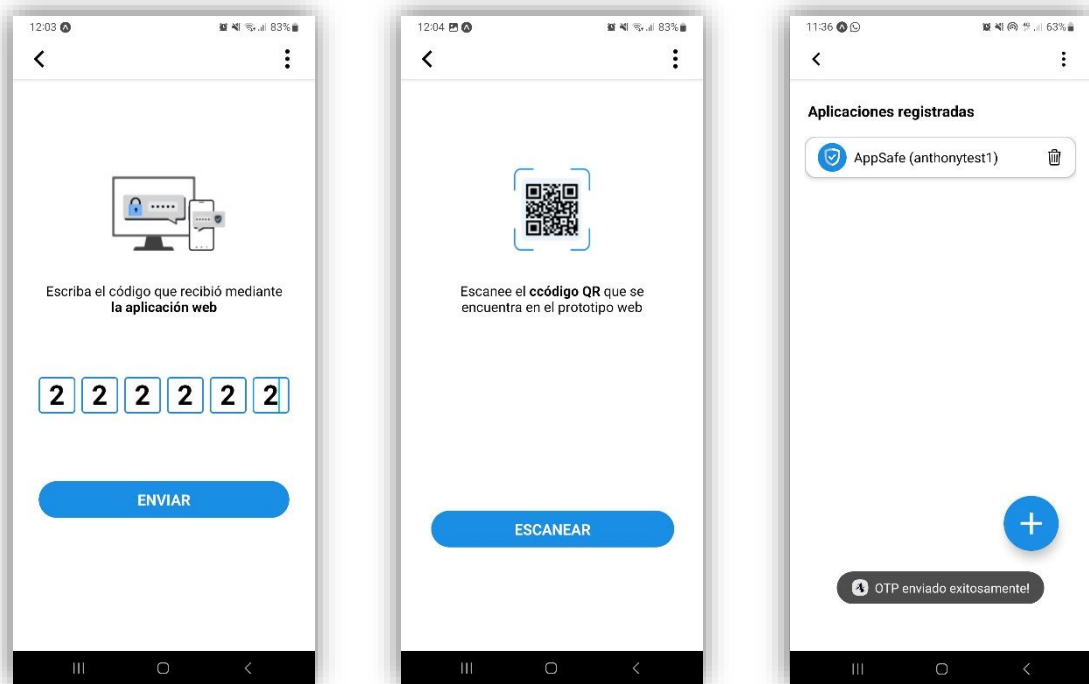 12:03
83%
Escriba el código que recibió mediante
la aplicación web
2 2 2 2 2 2
ENVIAR
12:04
83%
Escanee el ccódigo QR que se
encuentra en el prototipo web
ESCANEAR
11:36
63%
Aplicaciones registradas
AppSafe (anthonytest1)
OTP enviado exitosamente!